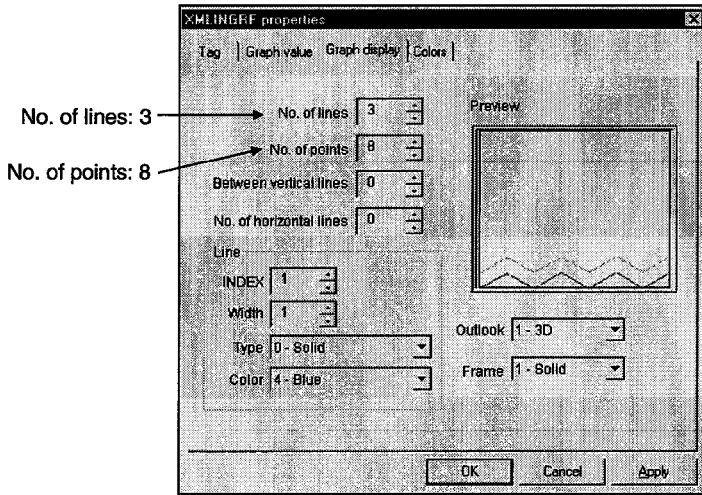 XMLINGRF properties
Tag Graph value Graph display Colors
No. of lines: 3
No. of lines 3
Preview
No. of points: 8
No. of points 8
Between vertical lines 0
No. of horizontal lines 0
Line
INDEX 1
Width 1
Type 0 - Solid
Color 4 - Blue
Outlook 1 - 3D
Frame 1 - Solid
OK Cancel Apply